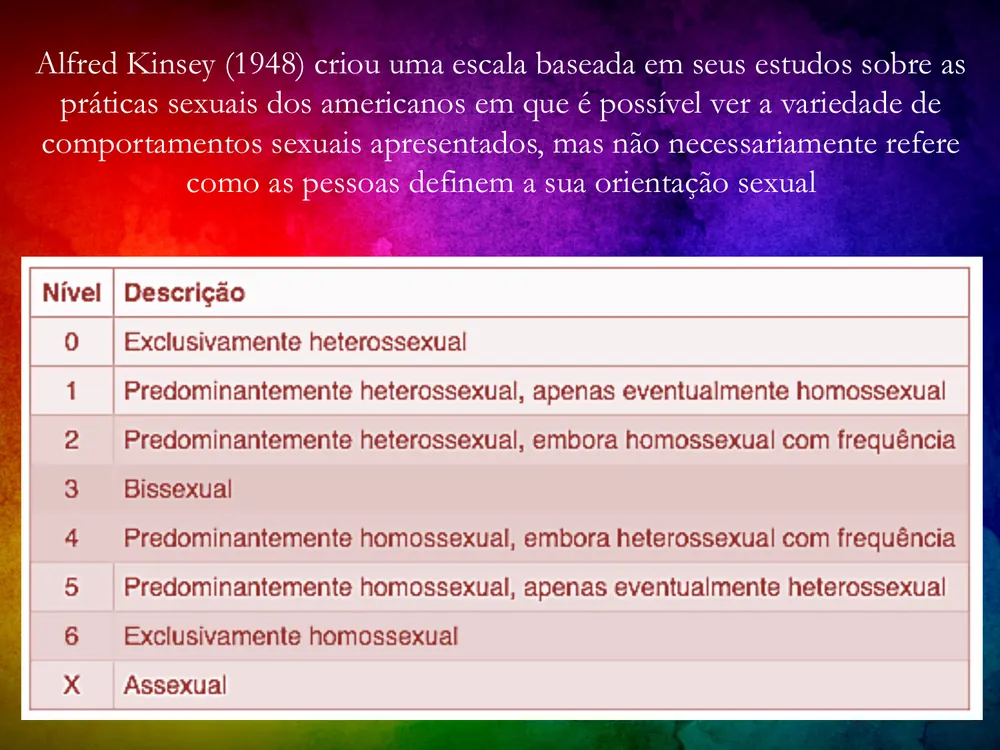 Alfred Kinsey (1948) criou uma escala baseada em seus estudos sobre as
práticas sexuais dos americanos em que é possível ver a variedade de
comportamentos sexuais apresentados, mas não necessariamente refere
como as pessoas definem a sua orientação sexual
Nível Descrição
0 Exclusivamente heterossexual
1 Predominantemente heterossexual, apenas eventualmente homossexual
2 Predominantemente heterossexual, embora homossexual com frequência
3 Bissexual
4 Predominantemente homossexual, embora heterossexual com frequência
5 Predominantemente homossexual, apenas eventualmente heterossexual
6 Exclusivamente homossexual
X Assexual